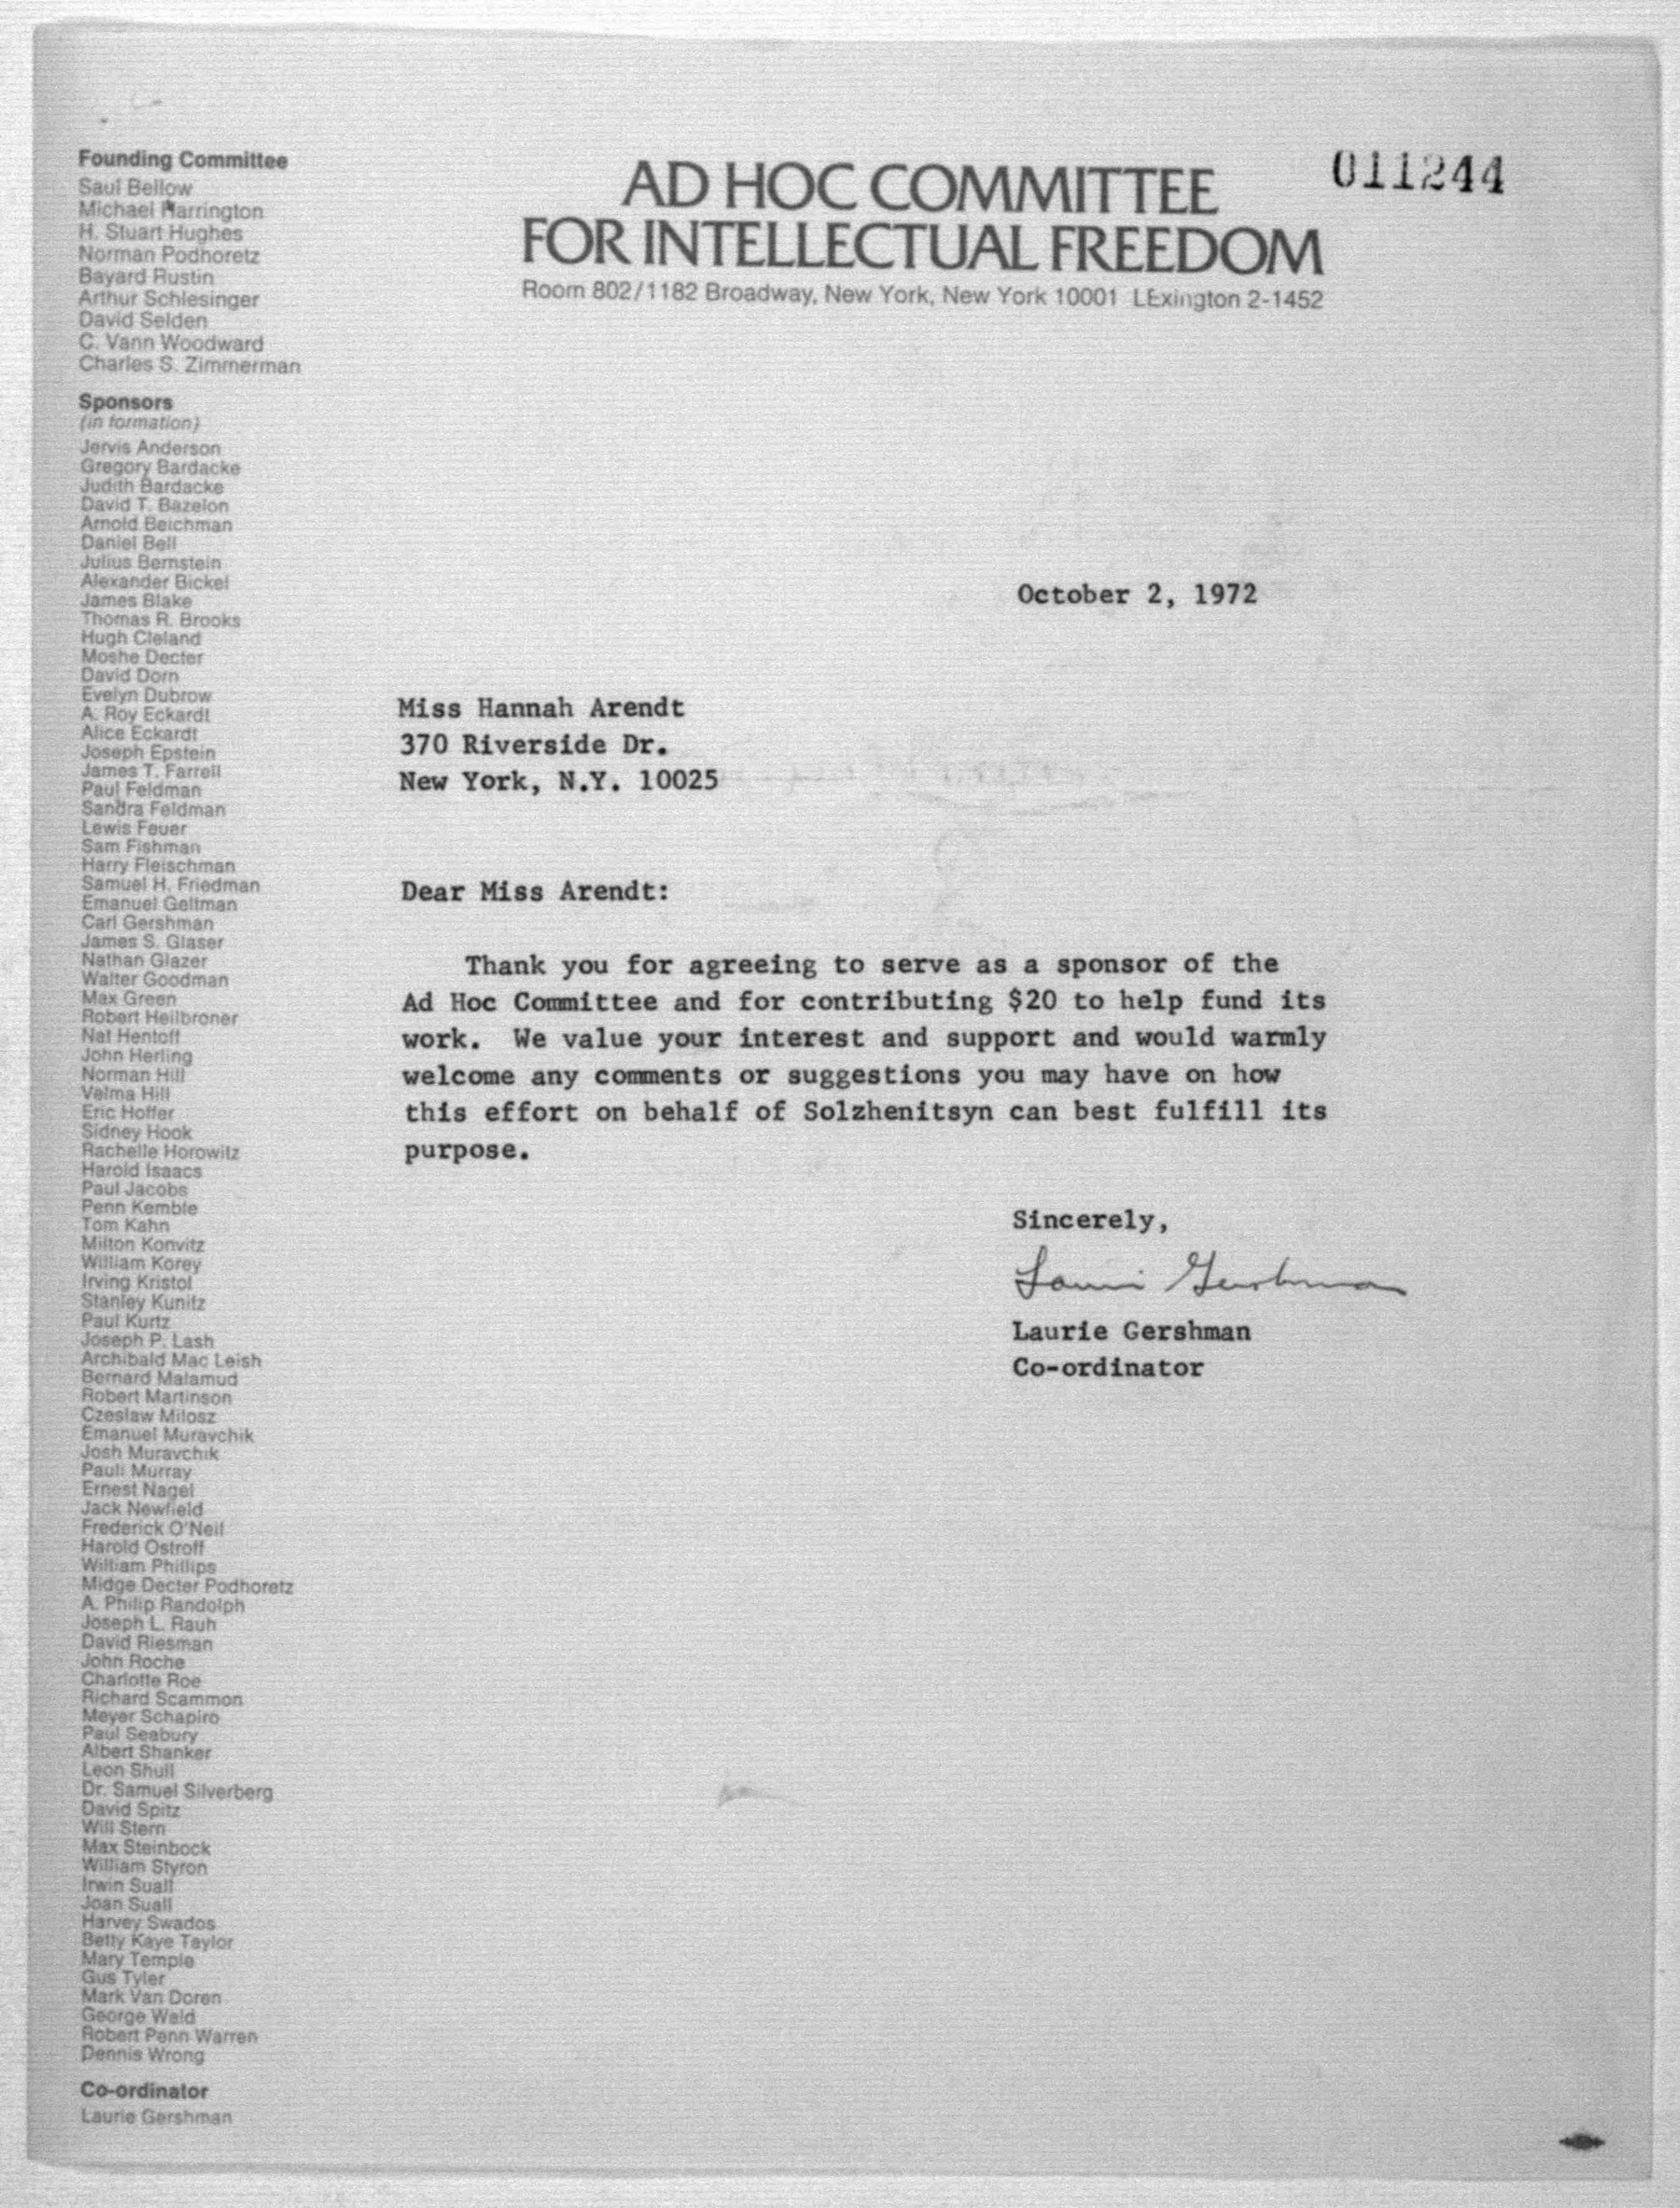 Founding Committee
Saul Bellow
Michael Harrington
H. Stuart Hughes
Norman Podhoretz
Bayard Rustin
Arthur Schlesinger
David Selden
C. Vann Woodward
Charles S. Zimmerman
Sponsors
(in formation)
Jervis Anderson
Gregory Bardacke
Judith Bardacke
David T. Bazelon
Arnold Beichman
Daniel Bell
Julius Bernstein
Alexander Bickel
James Blake
Thomas R. Brooks
Hugh Cleland
Moshe Decter
David Dorn
Evelyn Dubrow
A. Roy Eckardt
Alice Eckardt
Joseph Epstein
James T. Farrell
Paul Feldman
Sandra Feldman
Lewis Feuer
Sam Fishman
Harry Fleischman
Samuel H. Friedman
Emanuel Geltman
Carl Gershman
James S. Glaser
Nathan Glazer
Walter Goodman
Max Green
Robert Heilbroner
Nat Hentoff
John Herling
Norman Hill
Velma Hill
Eric Hoffer
Sidney Hook
Rachelle Horowitz
Harold Isaacs
Paul Jacobs
Penn Kemble
Tom Kahn
Milton Konvitz
William Korey
Irving Kristol
Stanley Kunitz
Paul Kurtz
Joseph P. Lash
Archibald Mac Leish
Bernard Malamud
Robert Martinson
Czeslaw Milosz
Emanuel Muravchik
Josh Muravchik
Pauli Murray
Ernest Nagel
Jack Newfield
Frederick O'Neil
Harold Ostroff
William Phillips
Midge Decter Podhoretz
A. Philip Randolph
Joseph L. Rauh
David Riesman
John Roche
Charlotte Roe
Richard Scammon
Meyer Schapiro
Paul Seabury
Albert Shanker
Leon Shull
Dr. Samuel Silverberg
David Spitz
Will Stern
Max Steinbock
William Styron
Irwin Suall
Joan Suall
Harvey Swados
Betty Kaye Taylor
Mary Temple
Gus Tyler
Mark Van Doren
George Wald
Robert Penn Warren
Dennis Wrong
Co-ordinator
Laurie Gershman
AD HOC COMMITTEE
FOR INTELLECTUAL FREEDOM
Room 802/1182 Broadway, New York, New York 10001 LExington 2-1452
011244
October 2, 1972
Miss Hannah Arendt
370 Riverside Dr.
New York, N.Y. 10025
Dear Miss Arendt:
Thank you for agreeing to serve as a sponsor of the
Ad Hoc Committee and for contributing $20 to help fund its
work. We value your interest and support and would warmly
welcome any comments or suggestions you may have on how
this effort on behalf of Solzhenitsyn can best fulfill its
purpose.
Sincerely,
Laurie Gershman
Laurie Gershman
Co-ordinator